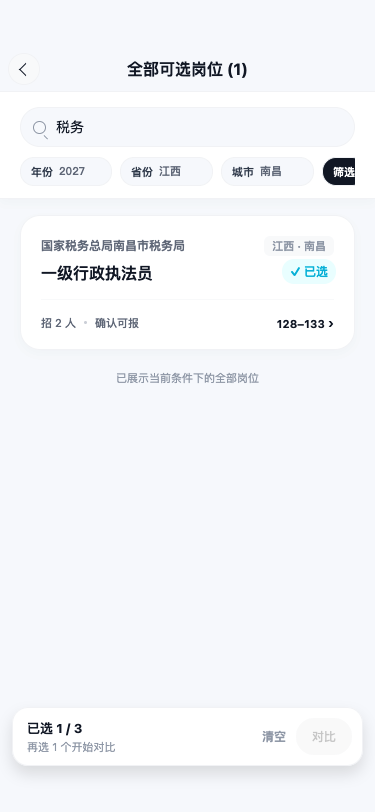 全部可选岗位 (1)
税务
年份 2027 省份 江西 城市 南昌 筛选
国家税务总局南昌市税务局 江西 · 南昌
一级行政执法员 ✓ 已选
招 2 人 · 确认可报 128–133 ›
已展示当前条件下的全部岗位
已选 1 / 3
再选 1 个开始对比
清空 对比